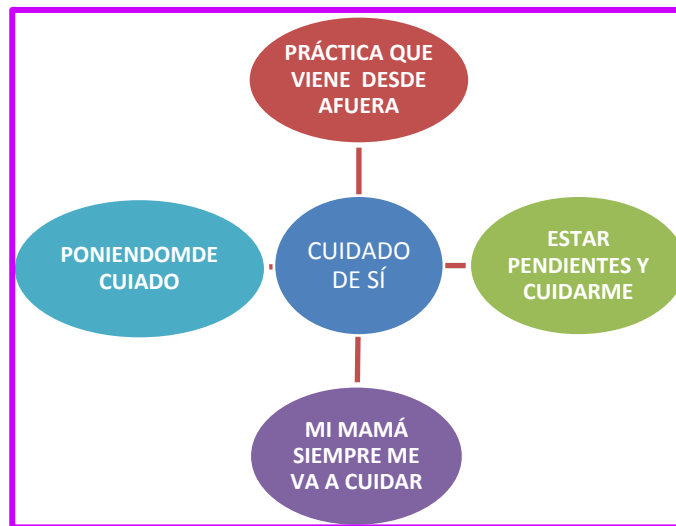 PRÁCTICA QUE
VIENE DESDE
AFUERA
PONIENDOMDE
CUIADO
CUIDADO
DE SÍ
ESTAR
PENDIENTES Y
CUIDARME
MI MAMÁ
SIEMPRE ME
VA A CUIDAR